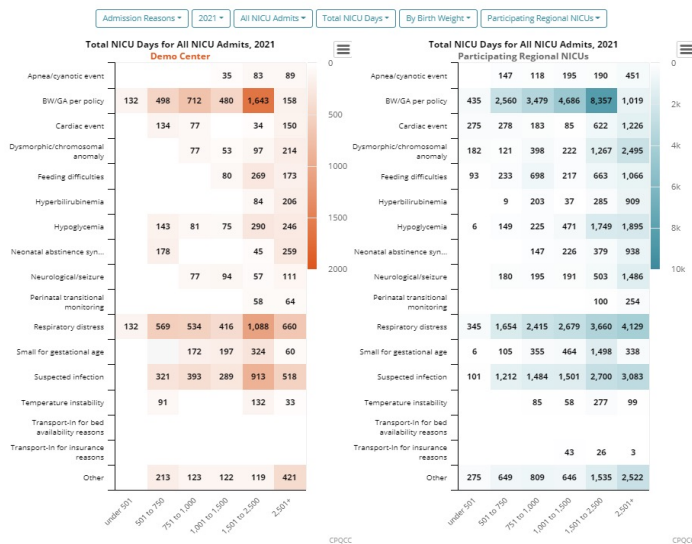 Admission Reasons
2021
All NICU Admits
Total NICU Days
By Birth Weight
Participating Regional NICUs
Total NICU Days for All NICU Admits, 2021
Demo Center
Apnea/cyanotic event 35 83 89
BW/GA per policy 132 498 712 480 1,643 158
Cardiac event 134 77 34 150
Dysmorphic/chromosomal
anomaly 77 53 97 214
Feeding difficulties 80 269 173
Hyperbilirubinemia 84 206
Hypoglycemia 143 81 75 290 246
Neonatal abstinence syn... 178 45 259
Neurological/seizure 77 94 57 111
Perinatal transitional
monitoring 58 64
Respiratory distress 132 569 534 416 1,088 660
Small for gestational age 172 197 324 60
Suspected infection 321 393 289 913 518
Temperature instability 91 132 33
Transport-In for bed
availability reasons
Transport-In for insurance
reasons
Other 213 123 122 119 421
under 501
501 to 750
751 to 1,000
1,001 to 1,500
1,501 to 2,500
2,501+
0
500
1000
1500
2000
CPQCC
Total NICU Days for All NICU Admits, 2021
Participating Regional NICUs
Apnea/cyanotic event 147 118 195 190 451
BW/GA per policy 435 2,560 3,479 4,686 8,357 1,019
Cardiac event 275 278 183 85 622 1,226
Dysmorphic/chromosomal
anomaly 182 121 398 222 1,267 2,495
Feeding difficulties 93 233 698 217 663 1,066
Hyperbilirubinemia 9 203 37 285 909
Hypoglycemia 6 149 225 471 1,749 1,895
Neonatal abstinence syn... 147 226 379 938
Neurological/seizure 180 195 191 503 1,486
Perinatal transitional
monitoring 100 254
Respiratory distress 345 1,654 2,415 2,679 3,660 4,129
Small for gestational age 6 105 355 464 1,498 338
Suspected infection 101 1,212 1,484 1,501 2,700 3,083
Temperature instability 85 58 277 99
Transport-In for bed
availability reasons
Transport-In for insurance
reasons 43 26 3
Other 275 649 809 646 1,535 2,522
under 501
501 to 750
751 to 1,000
1,001 to 1,500
1,501 to 2,500
2,501+
0
2k
4k
6k
8k
10k
CPQCC